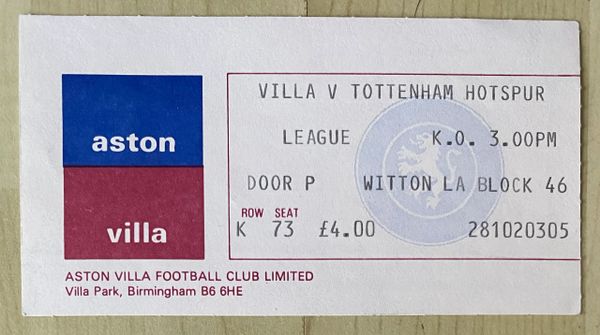 aston
villa
VILLA V TOTTENHAM HOTSPUR
LEAGUE K.O. 3.00PM
DOOR P WITTON LA BLOCK 46
ROW SEAT
K 73 £4.00 281020305
ASTON VILLA FOOTBALL CLUB LIMITED
Villa Park, Birmingham B6 6HE